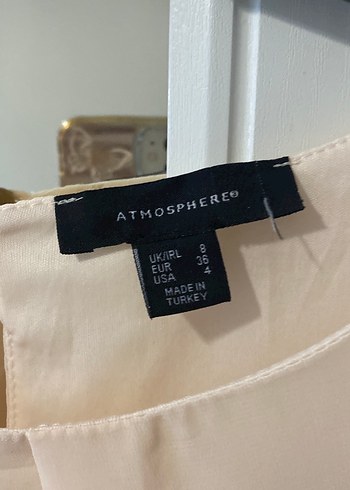 ATMOSPHERE®
UK/IRL 8
EUR 36
USA 4
MADE IN
TURKEY